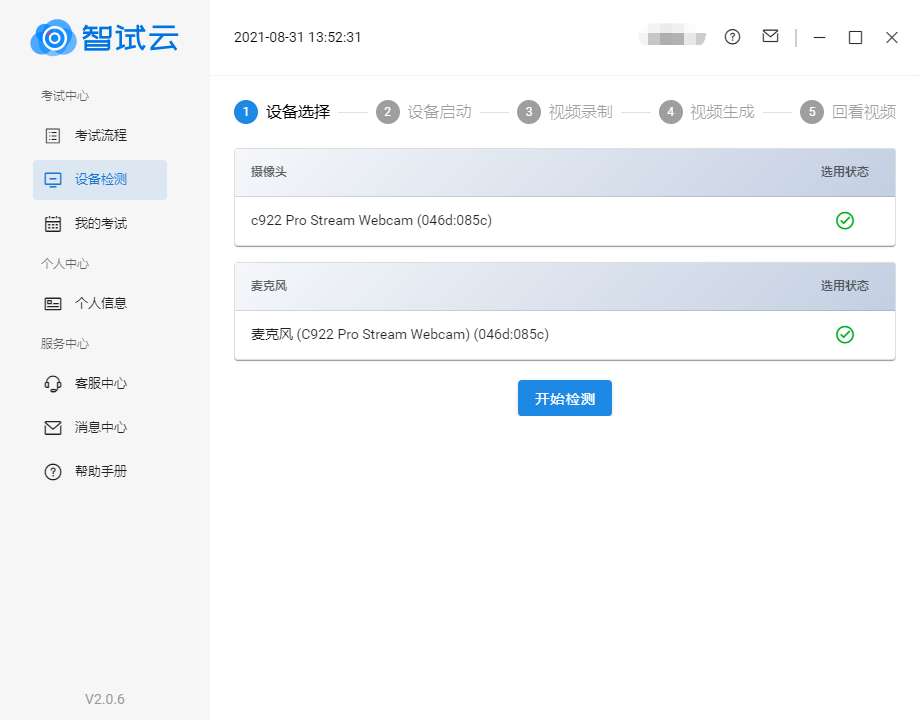 智试云
2021-08-31 13:52:31
考试中心
考试流程
设备检测
我的考试
个人中心
个人信息
服务中心
客服中心
消息中心
帮助手册
V2.0.6
1 设备选择 2 设备启动 3 视频录制 4 视频生成 5 回看视频
摄像头 选用状态
c922 Pro Stream Webcam (046d:085c)
麦克风 选用状态
麦克风 (C922 Pro Stream Webcam) (046d:085c)
开始检测